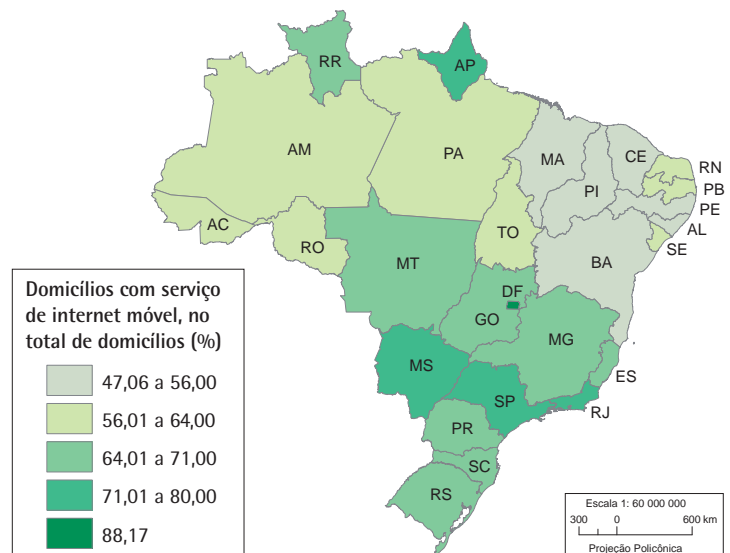 RR
AP
AM
PA
MA
CE
RN
PB
PE
AL
SE
PI
AC
RO
TO
BA
MT
DF
GO
MG
ES
MS
SP
RJ
PR
SC
RS
Domicílios com serviço
de internet móvel, no
total de domicílios (%)
47,06 a 56,00
56,01 a 64,00
64,01 a 71,00
71,01 a 80,00
88,17
Escala 1: 60 000 000
300 0 600 km
Projeção Policônica